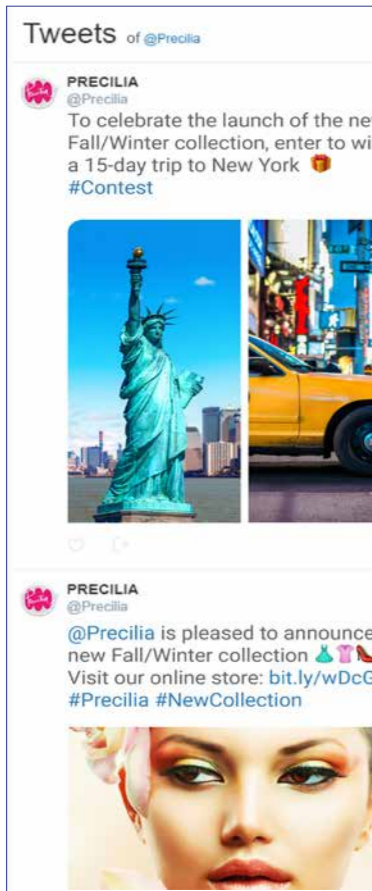 Tweets of @Precilia
PRECILIA
@Precilia
To celebrate the launch of the ne
Fall/Winter collection, enter to wi
a 15-day trip to New York 🎁
#Contest
PRECILIA
@Precilia
@Precilia is pleased to announce
new Fall/Winter collection 👗👚👠
Visit our online store: bit.ly/wDcG
#Precilia #NewCollection